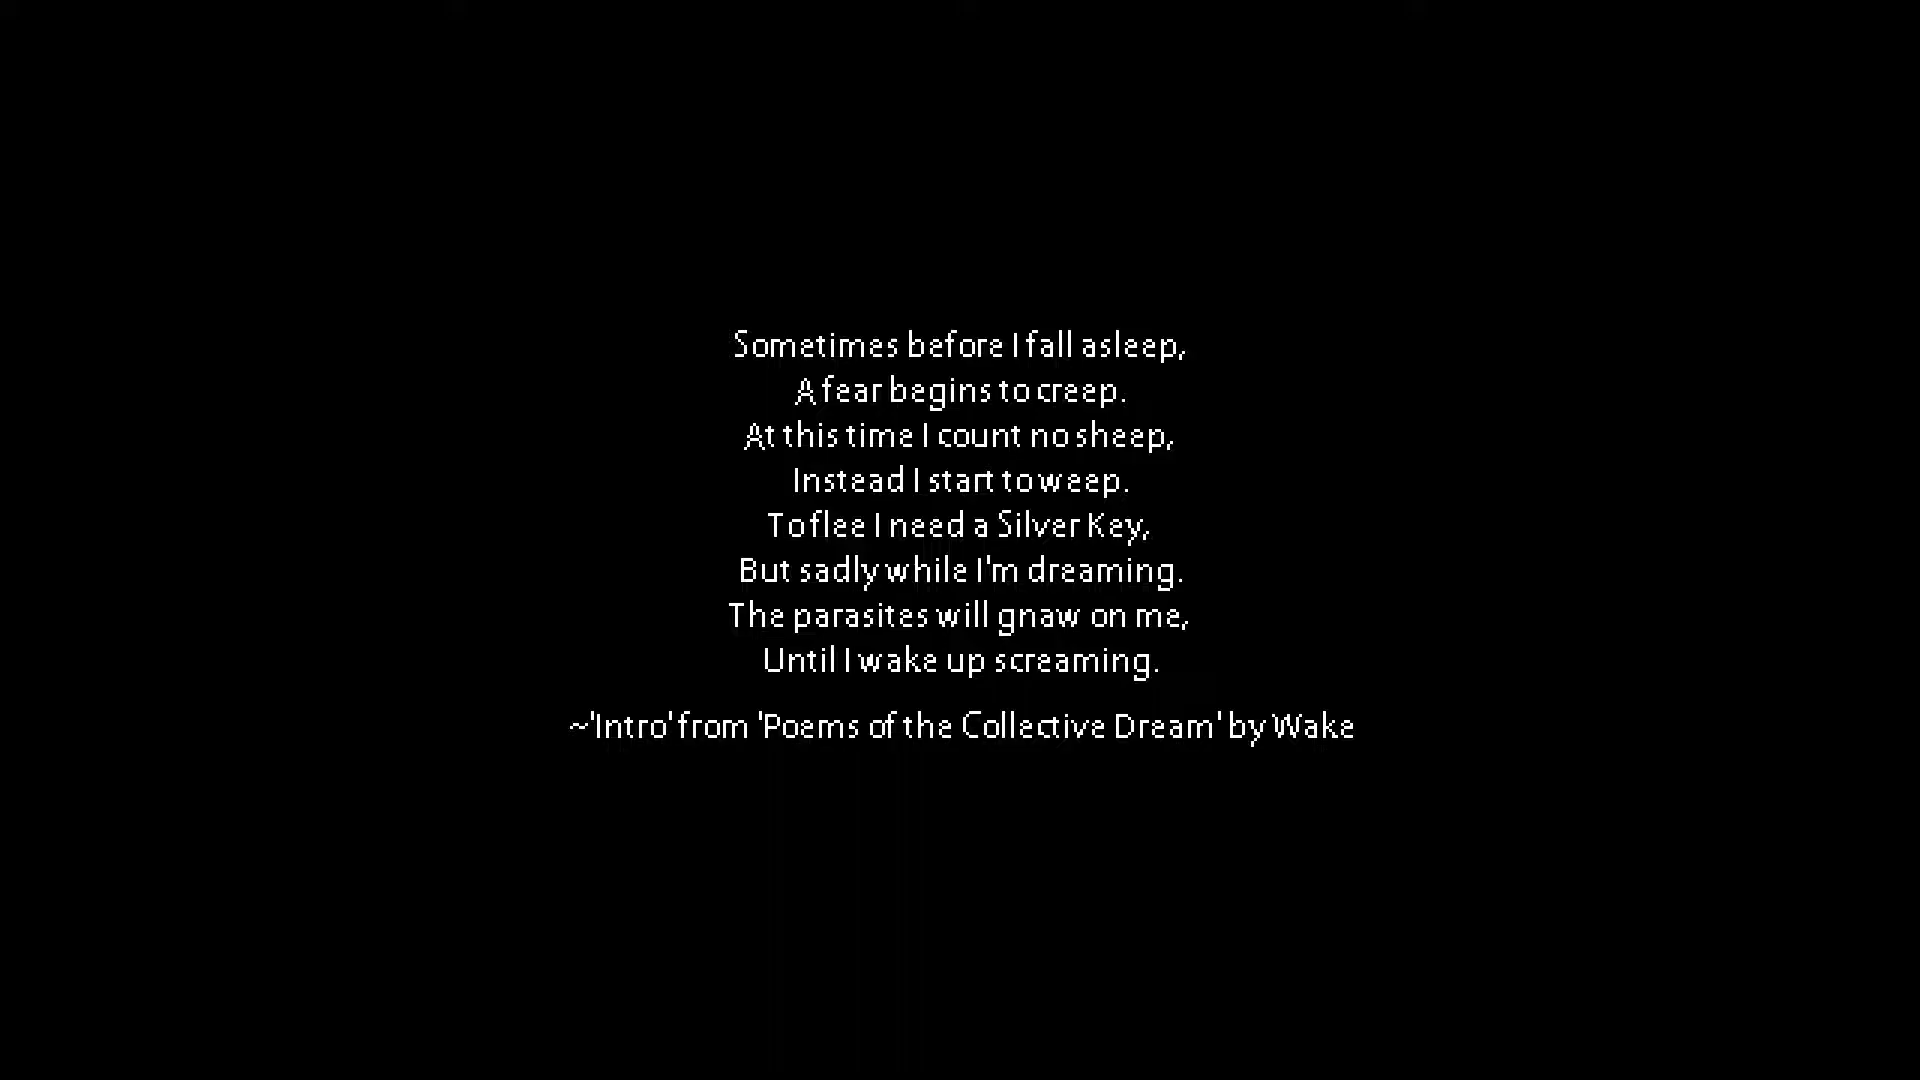 Sometimes before I fall asleep,
A fear begins to creep.
At this time I count no sheep,
Instead I start to weep.
To flee I need a Silver Key,
But sadly while I'm dreaming.
The parasites will gnaw on me,
Until I wake up screaming.
~'Intro' from 'Poems of the Collective Dream' by Wake